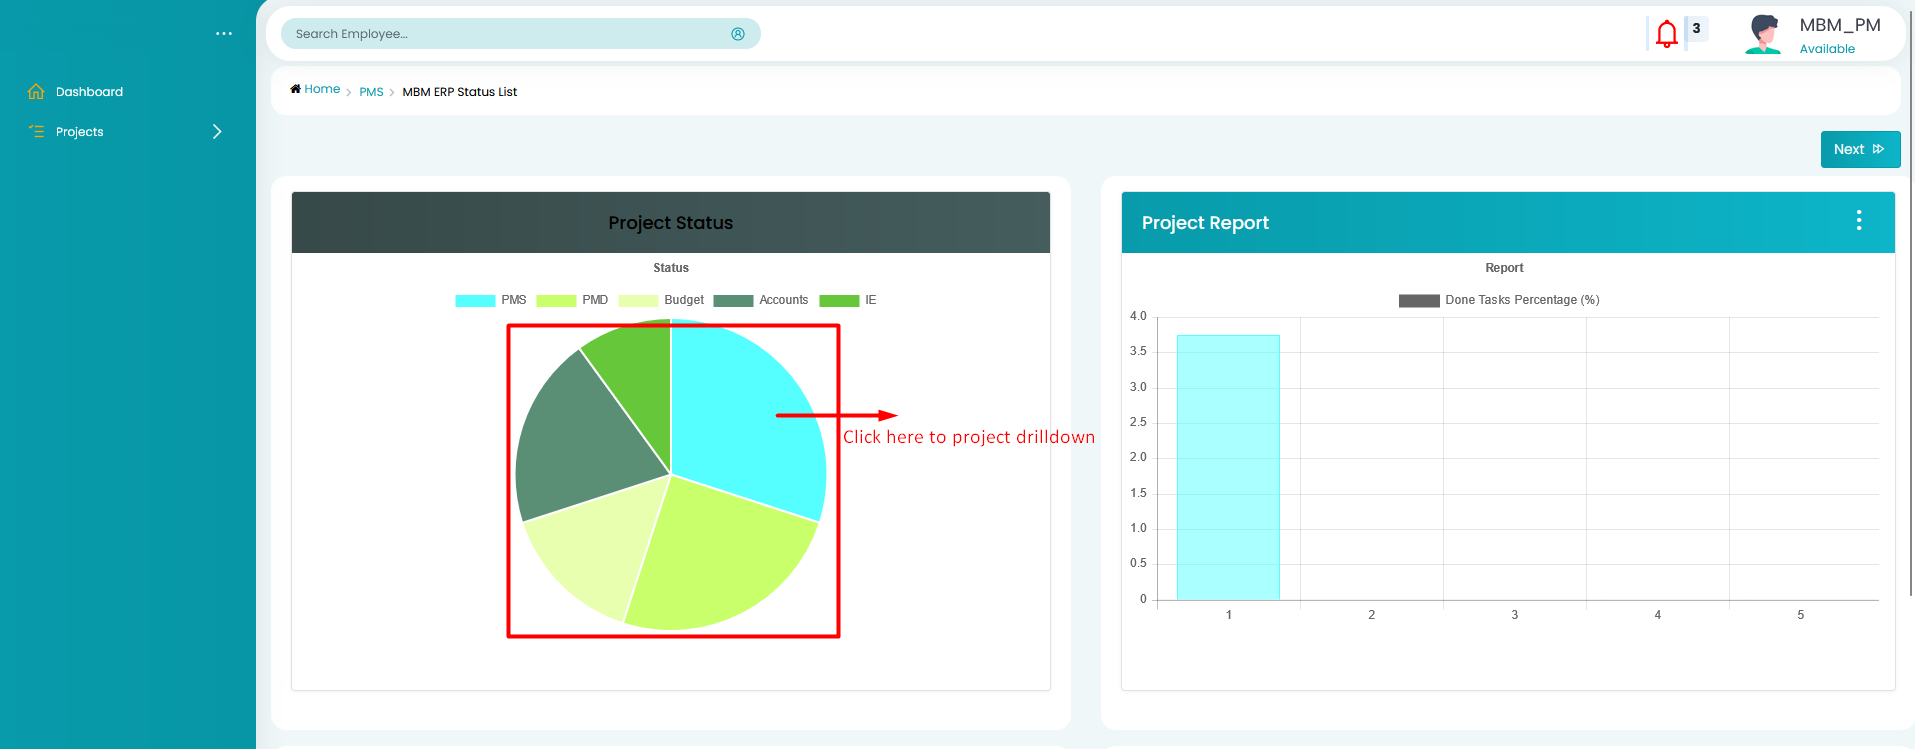 Search Employee...
3
MBM_PM
Available
Dashboard
Projects
Home
PMS
MBM ERP Status List
Next
Project Status
Status
PMS PMD Budget Accounts IE
Click here to project drilldown
Project Report
Report
Done Tasks Percentage (%)
4.0
3.5
3.0
2.5
2.0
1.5
1.0
0.5
0
1 2 3 4 5